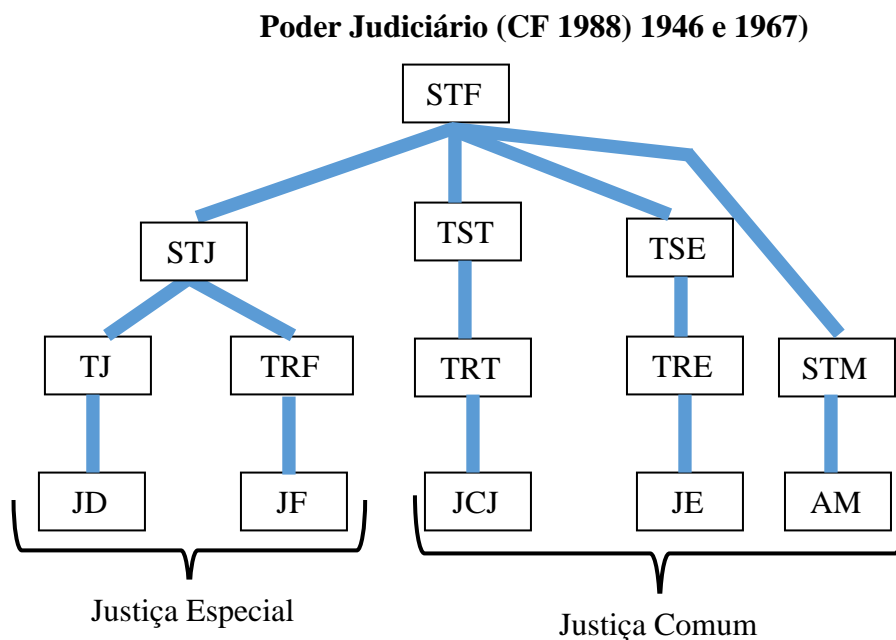 Poder Judiciário (CF 1988) 1946 e 1967)
STF
STJ
TST
TSE
TJ
TRF
TRT
TRE
STM
JD
JF
JCJ
JE
AM
Justiça Especial
Justiça Comum